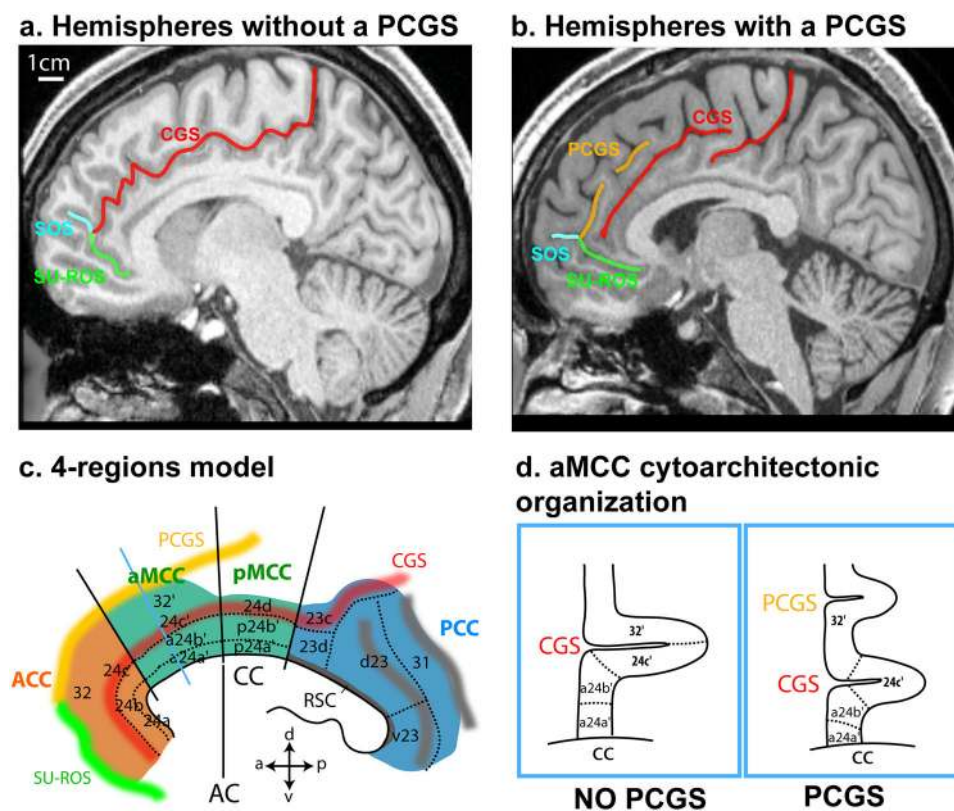 a. Hemispheres without a PCGS
1cm
CGS
SOS
SU-ROS
b. Hemispheres with a PCGS
CGS
PCGS
SOS
SU-ROS
c. 4-regions model
PCGS
aMCC
pMCC
CGS
32'
24d
24c'
23c
PCC
a24b'
p24b'
a24a'
p24a'
23d
24c
CC
d23
31
ACC
32
24b
24a
RSC
v23
d
a
p
v
SU-ROS
AC
d. aMCC cytoarchitectonic
organization
32'
CGS
24c'
a24b'
a24a'
CC
NO PCGS
PCGS
32'
24c'
CGS
a24b'
a24a'
CC
PCGS